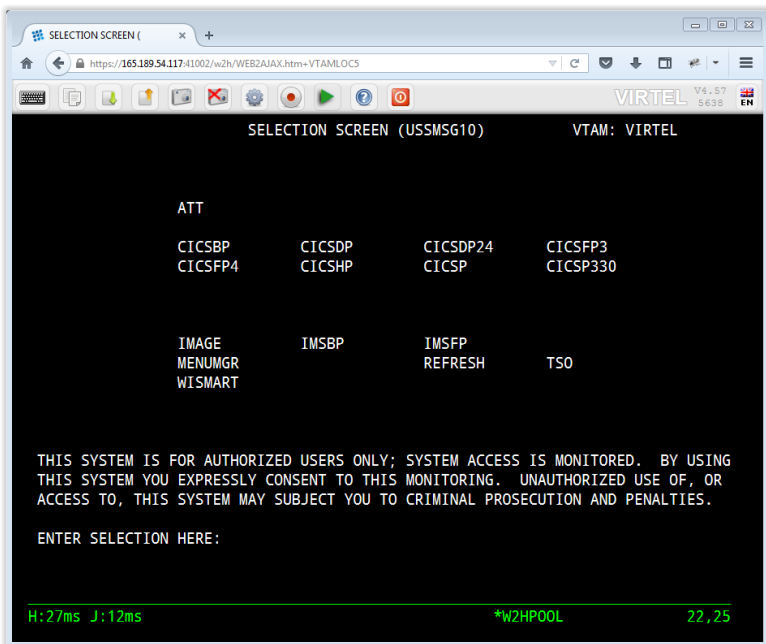 SELECTION SCREEN (
https://165.189.54.117:41002/w2h/WEB2AJAX.htm+VTAMLOC5
VIRTEL V4.57
5638
EN
SELECTION SCREEN (USSMSG10) VTAM: VIRTEL
ATT
CICSBP CICSDP CICSDP24 CICSFP3
CICSFP4 CICSHP CICSP CICSP330
IMAGE IMSBP IMSFP
MENUMGR REFRESH TSO
WISMART
THIS SYSTEM IS FOR AUTHORIZED USERS ONLY; SYSTEM ACCESS IS MONITORED. BY USING
THIS SYSTEM YOU EXPRESSLY CONSENT TO THIS MONITORING. UNAUTHORIZED USE OF, OR
ACCESS TO, THIS SYSTEM MAY SUBJECT YOU TO CRIMINAL PROSECUTION AND PENALTIES.
ENTER SELECTION HERE:
H:27ms J:12ms *W2HPOOL 22,25